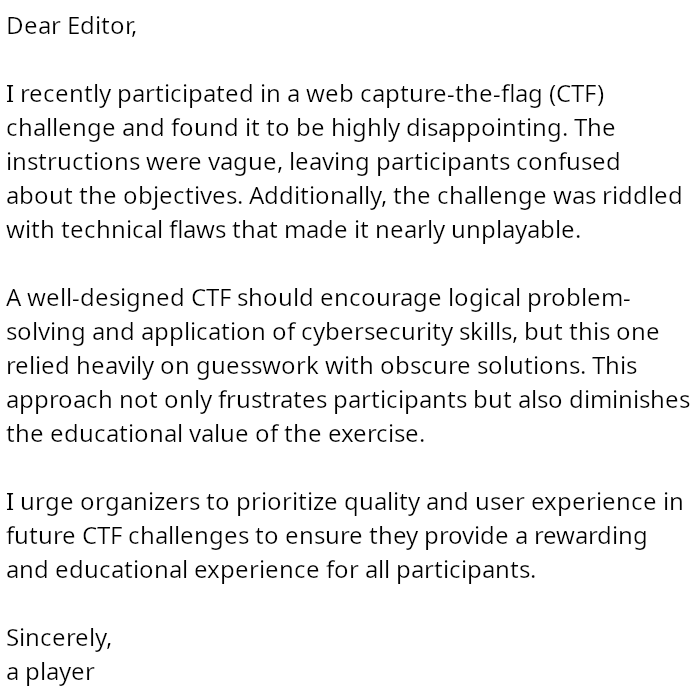 Dear Editor,
I recently participated in a web capture-the-flag (CTF)
challenge and found it to be highly disappointing. The
instructions were vague, leaving participants confused
about the objectives. Additionally, the challenge was riddled
with technical flaws that made it nearly unplayable.
A well-designed CTF should encourage logical problem-
solving and application of cybersecurity skills, but this one
relied heavily on guesswork with obscure solutions. This
approach not only frustrates participants but also diminishes
the educational value of the exercise.
I urge organizers to prioritize quality and user experience in
future CTF challenges to ensure they provide a rewarding
and educational experience for all participants.
Sincerely,
a player